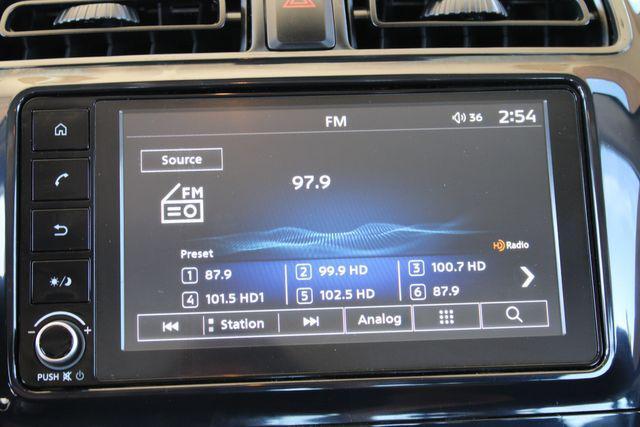 FM 36 2:54
Source
97.9
FM
Preset
HD Radio
1 87.9 2 99.9 HD 3 100.7 HD
4 101.5 HD1 5 102.5 HD 6 87.9
Station Analog
- +
PUSH